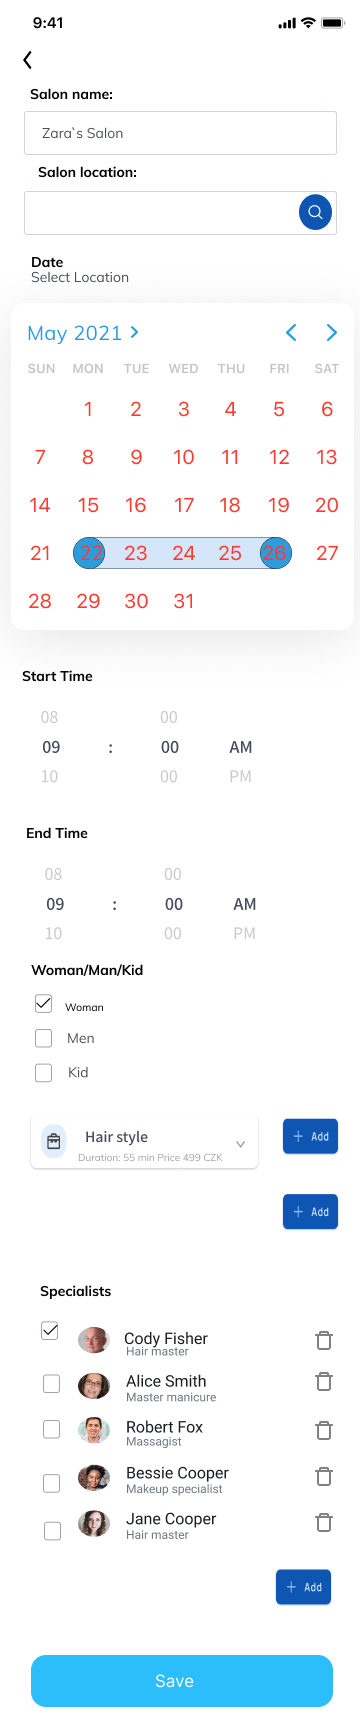 9:41
Salon name:
Zara`s Salon
Salon location:
Date
Select Location
May 2021
SUN MON TUE WED THU FRI SAT
1 2 3 4 5 6
7 8 9 10 11 12 13
14 15 16 17 18 19 20
21 22 23 24 25 26 27
28 29 30 31
Start Time
08 00
09 : 00 AM
10 00 PM
End Time
08 00
09 : 00 AM
10 00 PM
Woman/Man/Kid
Woman
Men
Kid
Hair style
Duration: 55 min Price 499 CZK
+ Add
+ Add
Specialists
Cody Fisher
Hair master
Alice Smith
Master manicure
Robert Fox
Massagist
Bessie Cooper
Makeup specialist
Jane Cooper
Hair master
+ Add
Save